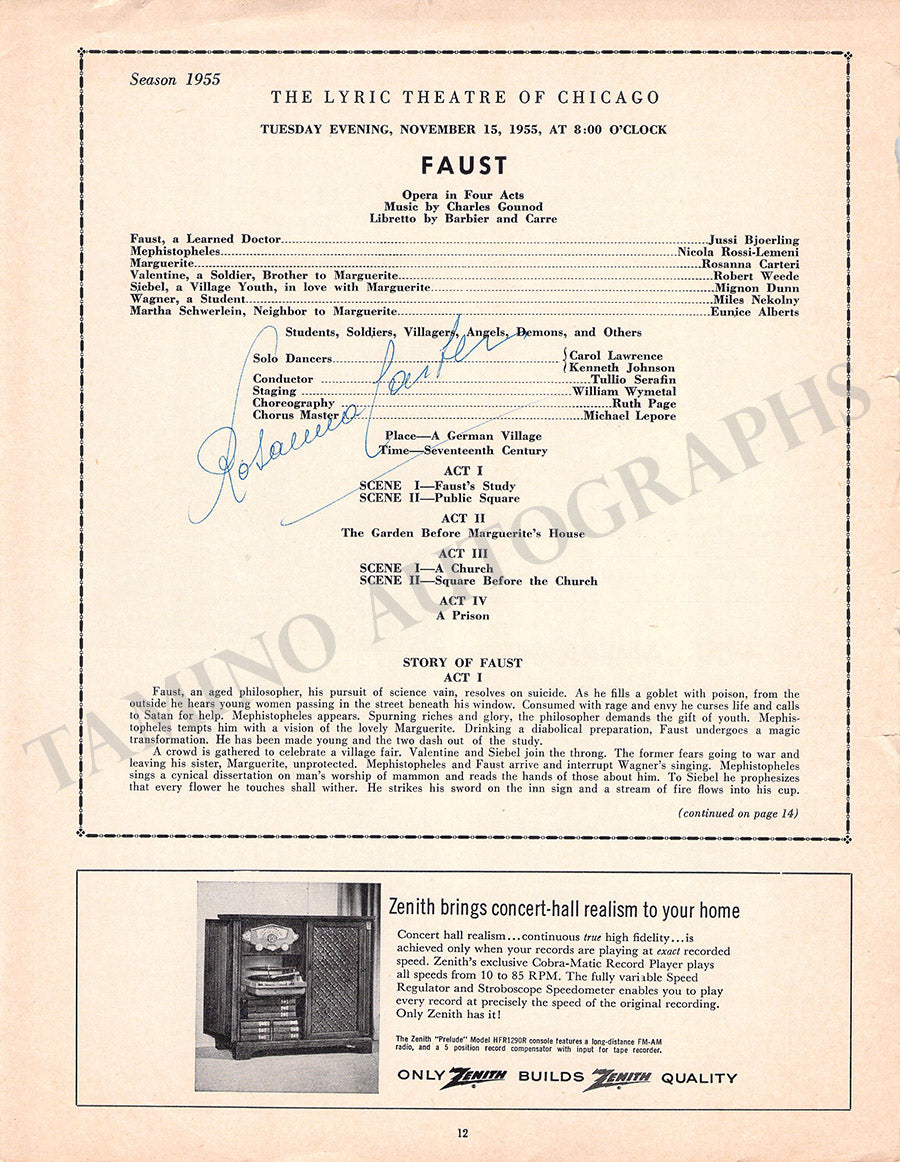 Season 1955
THE LYRIC THEATRE OF CHICAGO
TUESDAY EVENING, NOVEMBER 15, 1955, AT 8:00 O'CLOCK
FAUST
Opera in Four Acts
Music by Charles Gounod
Libretto by Barbier and Carre
Faust, a Learned Doctor....Jussi Bjoerling
Mephistopheles....Nicola Rossi-Lemeni
Marguerite....Rosanna Carteri
Valentine, a Soldier, Brother to Marguerite....Robert Weede
Siebel, a Village Youth, in love with Marguerite....Mignon Dunn
Wagner, a Student....Miles Nekolny
Martha Schwerlein, Neighbor to Marguerite....Eunice Alberts
Students, Soldiers, Villagers, Angels, Demons, and Others
Solo Dancers....{Carol Lawrence
{Kenneth Johnson
Conductor....Tullio Serafin
Staging....William Wymetal
Choreography....Ruth Page
Chorus Master....Michael Lepore
Rosanna Carteri
Place—A German Village
Time—Seventeenth Century
ACT I
SCENE I—Faust's Study
SCENE II—Public Square
ACT II
The Garden Before Marguerite's House
ACT III
SCENE I—A Church
SCENE II—Square Before the Church
ACT IV
A Prison
TAMINO AUTOGRAPHS
STORY OF FAUST
ACT I
Faust, an aged philosopher, his pursuit of science vain, resolves on suicide. As he fills a goblet with poison, from the
outside he hears young women passing in the street beneath his window. Consumed with rage and envy he curses life and calls
to Satan for help. Mephistopheles appears. Spurning riches and glory, the philosopher demands the gift of youth. Mephis-
topheles tempts him with a vision of the lovely Marguerite. Drinking a diabolical preparation, Faust undergoes a magic
transformation. He has been made young and the two dash out of the study.
A crowd is gathered to celebrate a village fair. Valentine and Siebel join the throng. The former fears going to war and
leaving his sister, Marguerite, unprotected. Mephistopheles and Faust arrive and interrupt Wagner's singing. Mephistopheles
sings a cynical dissertation on man's worship of mammon and reads the hands of those about him. To Siebel he prophesizes
that every flower he touches shall wither. He strikes his sword on the inn sign and a stream of fire flows into his cup.
(continued on page 14)
Zenith brings concert-hall realism to your home
Concert hall realism...continuous true high fidelity...is
achieved only when your records are playing at exact recorded
speed. Zenith's exclusive Cobra-Matic Record Player plays
all speeds from 10 to 85 RPM. The fully variable Speed
Regulator and Stroboscope Speedometer enables you to play
every record at precisely the speed of the original recording.
Only Zenith has it!
The Zenith "Prelude" Model HFR1290R console features a long-distance FM-AM
radio, and a 5 position record compensator with input for tape recorder.
ONLY ZENITH BUILDS ZENITH QUALITY
12